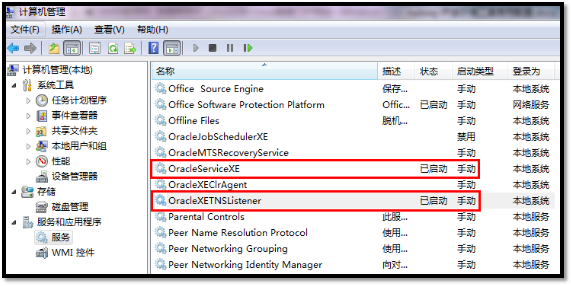 计算机管理
文件(F) 操作(A) 查看(V) 帮助(H)
计算机管理(本地)
系统工具
任务计划程序
事件查看器
共享文件夹
本地用户和组
性能
设备管理器
存储
磁盘管理
服务和应用程序
服务
WMI 控件
名称 描述 状态 启动类型 登录为
Office Source Engine 保存... 手动 本地系统
Office Software Protection Platform Offic... 已启动 手动 网络服务
Offline Files 脱机... 手动 本地系统
OracleJobSchedulerXE 禁用 本地系统
OracleMTSRecoveryService 手动 本地系统
OracleServiceXE 已启动 手动 本地系统
OracleXEClrAgent 手动 本地系统
OracleXETNSListener 已启动 手动 本地系统
Parental Controls 此服... 手动 本地服务
Peer Name Resolution Protocol 使用... 手动 本地服务
Peer Networking Grouping 使用... 手动 本地服务
Peer Networking Identity Manager 向对... 手动 本地服务